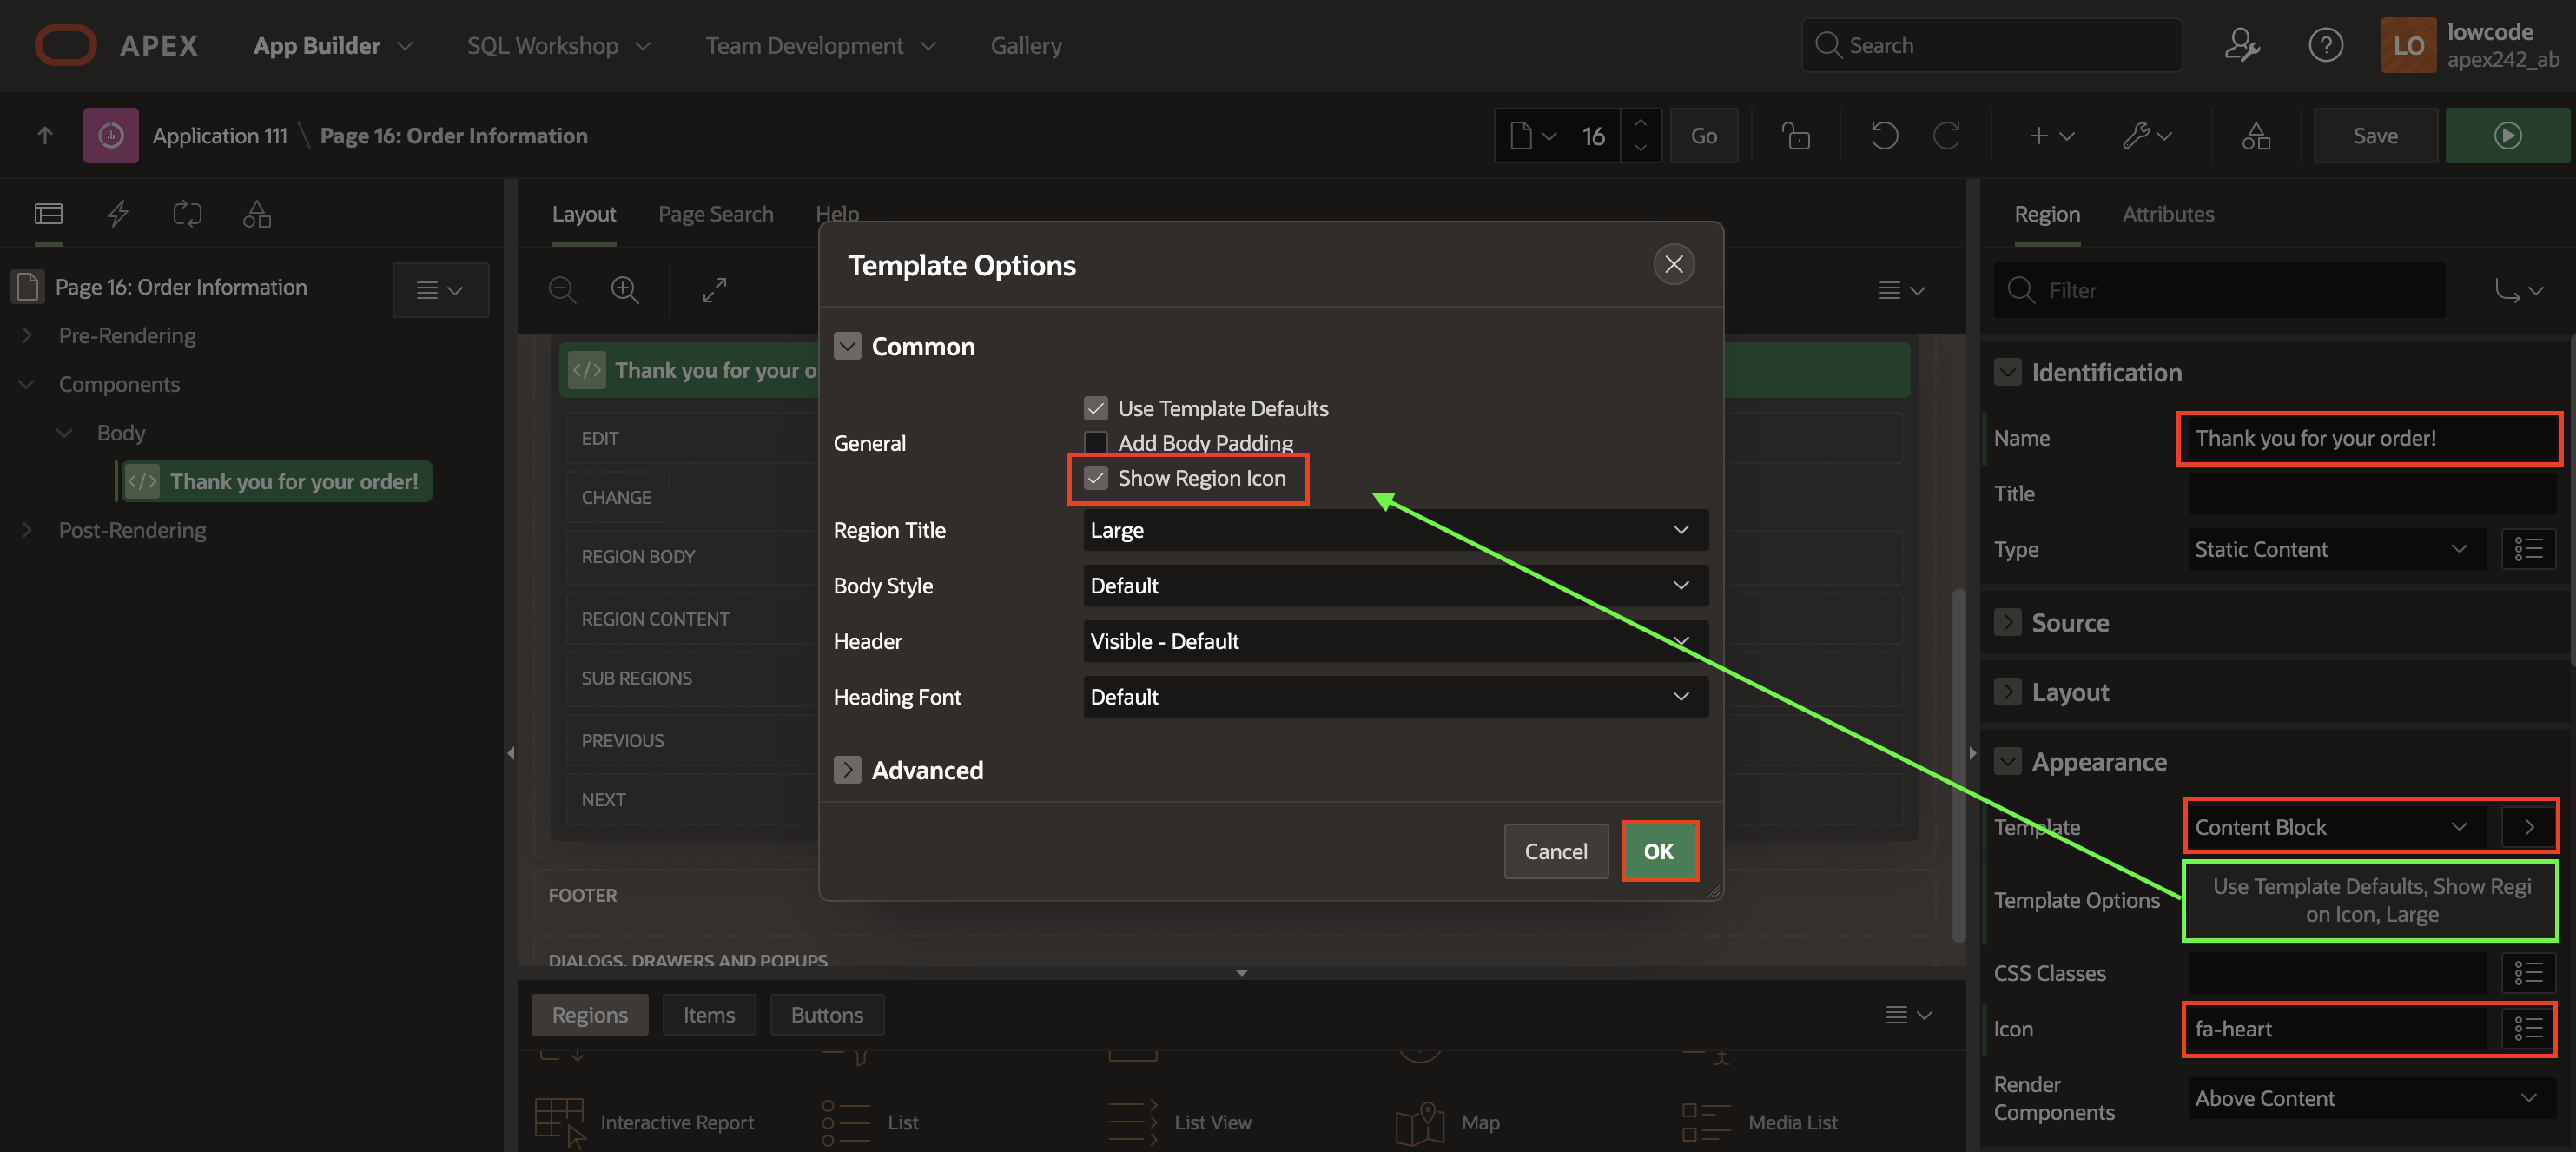 APEX
App Builder
SQL Workshop
Team Development
Gallery
Search
LO
lowcode
apex242_ab
Application 111 \ Page 16: Order Information
16
Go
Save
Page 16: Order Information
Pre-Rendering
Components
Body
</> Thank you for your order!
Post-Rendering
Layout
Page Search
Help
</> Thank you for your o
EDIT
CHANGE
REGION BODY
REGION CONTENT
SUB REGIONS
PREVIOUS
NEXT
FOOTER
DIALOGS, DRAWERS AND POPUPS
Template Options
Common
General
Use Template Defaults
Add Body Padding
Show Region Icon
Region Title
Large
Body Style
Default
Header
Visible - Default
Heading Font
Default
Advanced
Cancel
OK
Regions
Items
Buttons
Interactive Report
List
List View
Map
Media List
Region
Attributes
Filter
Identification
Name
Thank you for your order!
Title
Type
Static Content
Source
Layout
Appearance
Template
Content Block
Template Options
Use Template Defaults, Show Regi
on Icon, Large
CSS Classes
Icon
fa-heart
Render
Components
Above Content